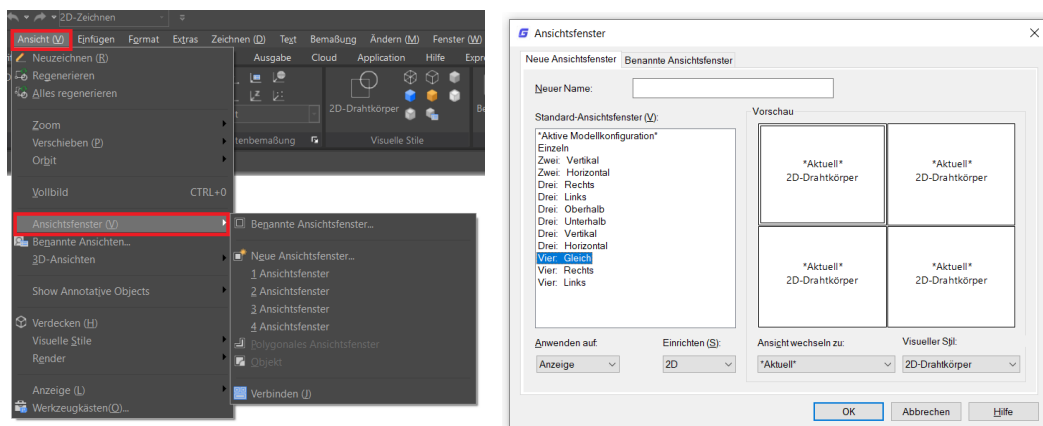 2D-Zeichnen
Ansicht (V) Einfügen Format Extras Zeichnen (D) Text Bemaßung Ändern (M) Fenster (W)
Neuzeichnen (R)
Regenerieren
Alles regenerieren
Zoom
Verschieben (P)
Orbit
Vollbild CTRL+0
Ansichtsfenster (V)
Benannte Ansichten...
3D-Ansichten
Show Annotative Objects
Verdecken (H)
Visuelle Stile
Render
Anzeige (L)
Werkzeugkästen(O)...
Ausgabe Cloud Application Hilfe
2D-Drahtkörper
Visuelle Stile
Benannte Ansichtsfenster...
Neue Ansichtsfenster...
1 Ansichtsfenster
2 Ansichtsfenster
3 Ansichtsfenster
4 Ansichtsfenster
Polygonales Ansichtsfenster
Objekt
Verbinden (J)
Ansichtsfenster
Neue Ansichtsfenster Benannte Ansichtsfenster
Neuer Name:
Standard-Ansichtsfenster (V):
*Aktive Modellkonfiguration*
Einzeln
Zwei: Vertikal
Zwei: Horizontal
Drei: Rechts
Drei: Links
Drei: Oberhalb
Drei: Unterhalb
Drei: Vertikal
Drei: Horizontal
Vier: Gleich
Vier: Rechts
Vier: Links
Vorschau
*Aktuell*
2D-Drahtkörper
*Aktuell*
2D-Drahtkörper
*Aktuell*
2D-Drahtkörper
*Aktuell*
2D-Drahtkörper
Anwenden auf:
Anzeige
Einrichten (S):
2D
Ansicht wechseln zu:
*Aktuell*
Visueller Stil:
2D-Drahtkörper
OK Abbrechen Hilfe